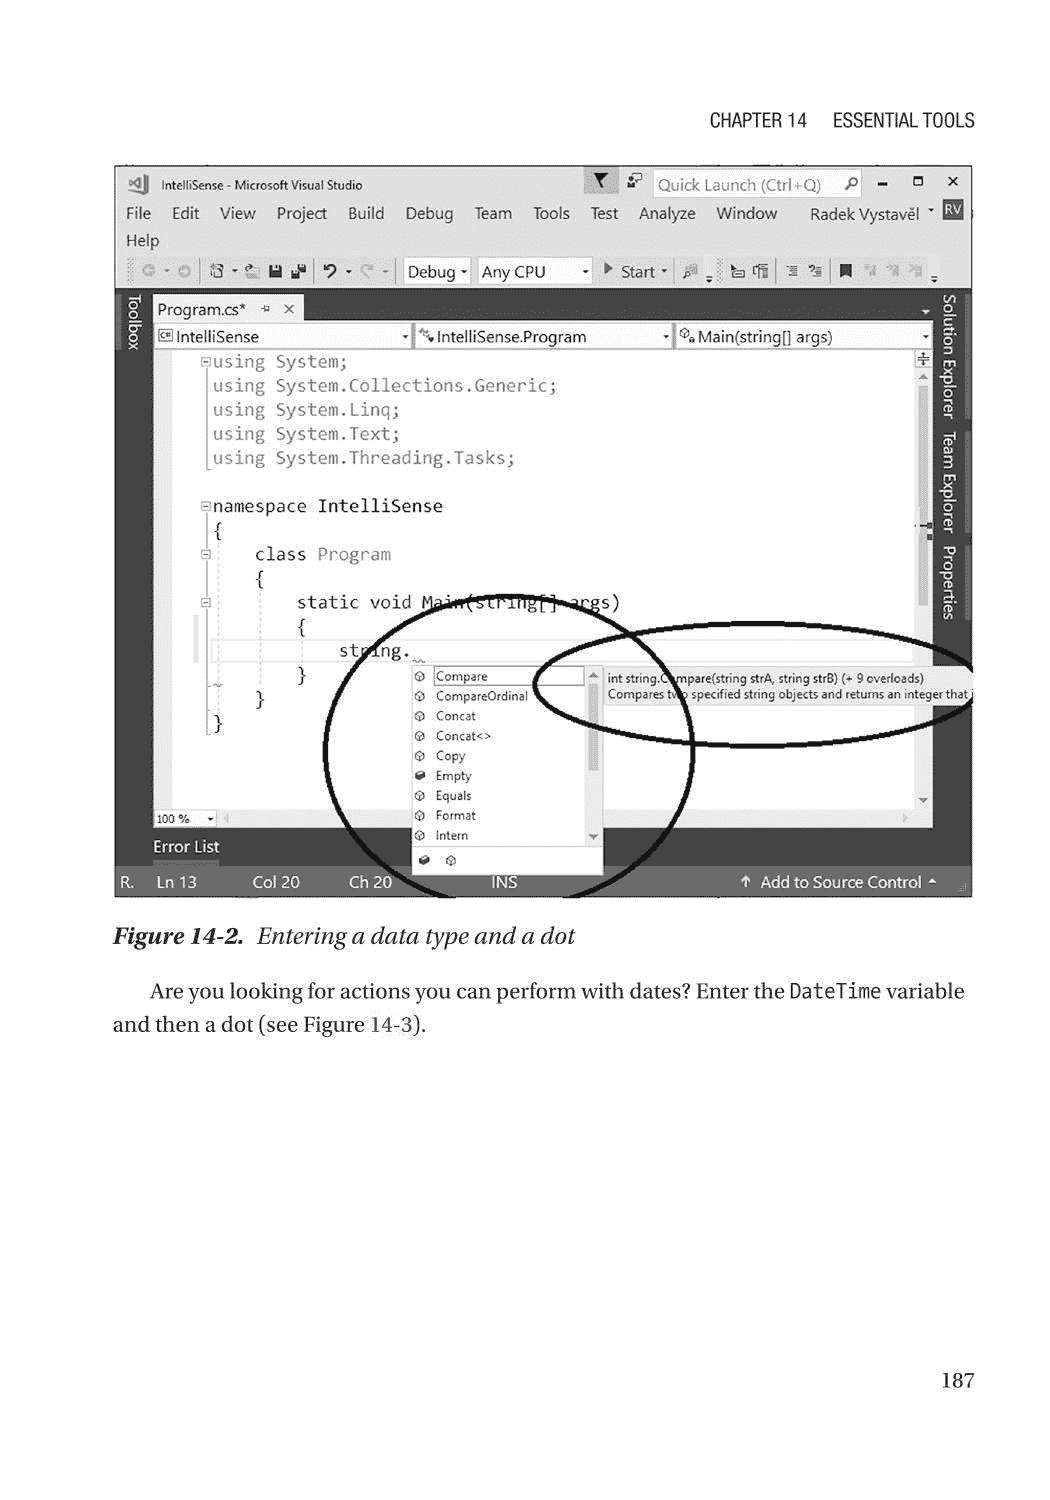 CHAPTER 14 ESSENTIAL TOOLS
IntelliSense - Microsoft Visual Studio
Quick Launch (Ctrl+Q)
File Edit View Project Build Debug Team Tools Test Analyze Window Radek Vystavěl RV
Help
Debug Any CPU Start
Toolbox
Program.cs*
IntelliSense IntelliSense.Program Main(string[] args)
using System;
using System.Collections.Generic;
using System.Linq;
using System.Text;
using System.Threading.Tasks;
namespace IntelliSense
{
class Program
{
static void Main(string[] args)
{
string.
}
}
}
Compare
CompareOrdinal
Concat
Concat<>
Copy
Empty
Equals
Format
Intern
int string.Compare(string strA, string strB) (+ 9 overloads)
Compares two specified string objects and returns an integer that
Solution Explorer
Team Explorer
Properties
100 %
Error List
R. Ln 13 Col 20 Ch 20 INS Add to Source Control
Figure 14-2. Entering a data type and a dot
Are you looking for actions you can perform with dates? Enter the DateTime variable
and then a dot (see Figure 14-3).
187